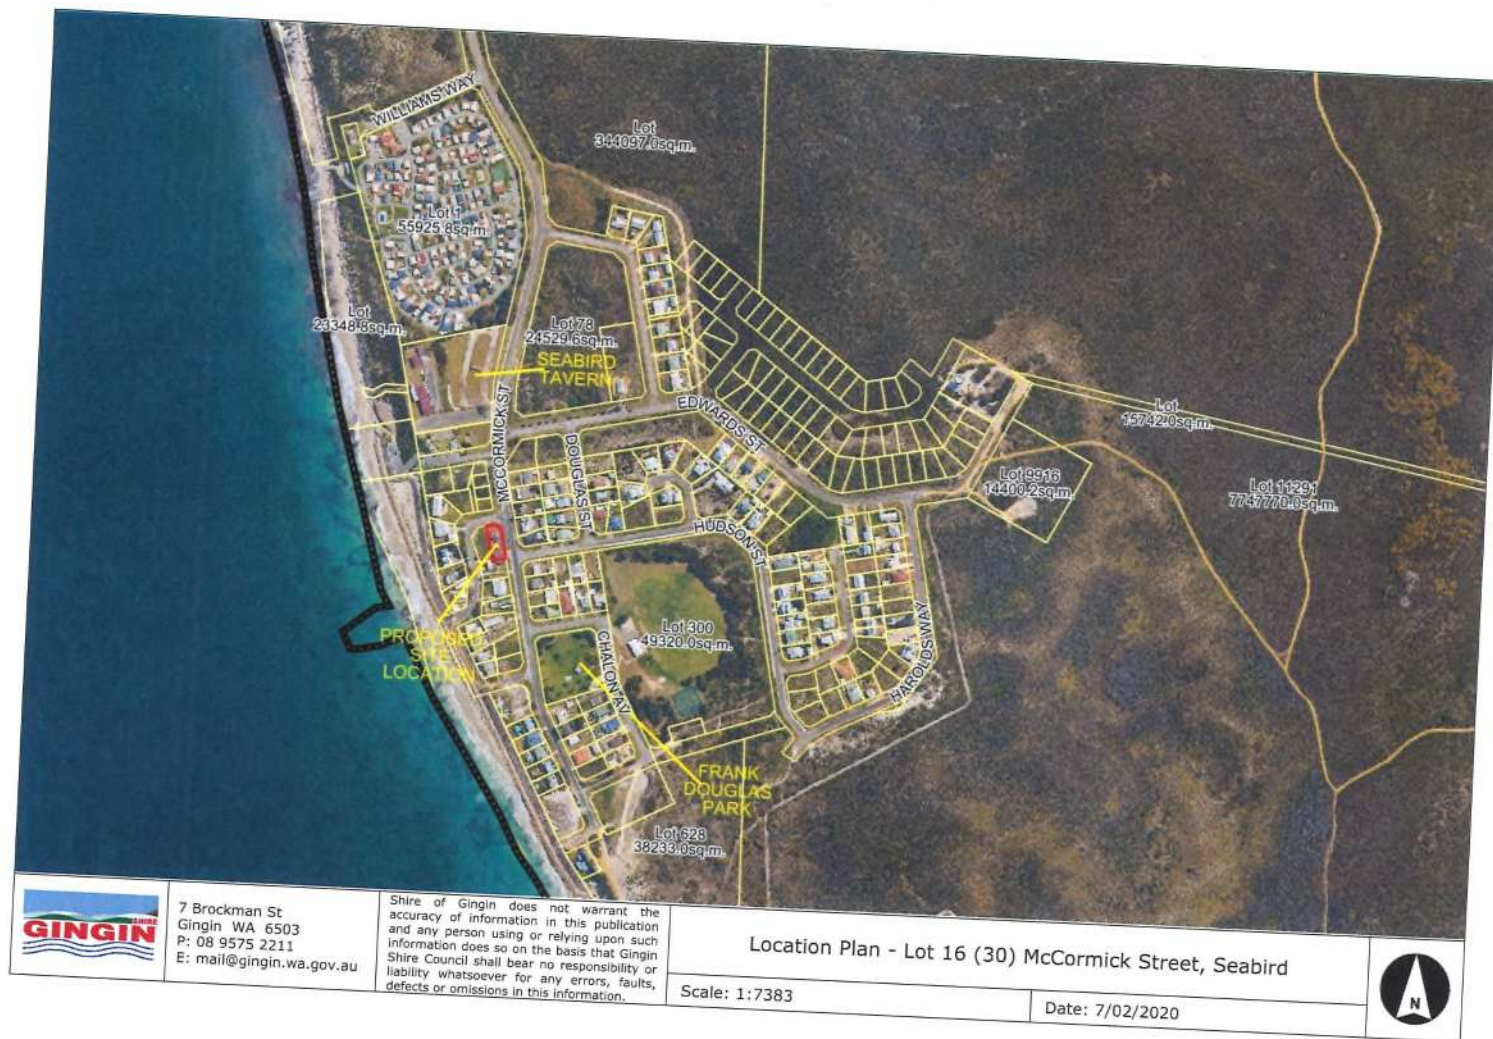 WILLIAMS WAY
Lot
344097.0sq.m.
Lot 1
55925.8sq.m.
Lot
23348.8sq.m.
Lot 78
24529.6sq.m.
SEABIRD
TAVERN
MCCORMICK ST
EDWARDS ST
DOUGLAS ST
Lot
15742.0sq.m.
Lot 9916
14400.2sq.m.
Lot 11291
7747770.0sq.m.
HUDSON ST
PROPOSED
SITE
LOCATION
Lot 300
49320.0sq.m.
CHALON AV
HAROLDS WAY
FRANK
DOUGLAS
PARK
Lot 628
38233.0sq.m.
SHIRE
GINGIN
7 Brockman St
Gingin WA 6503
P: 08 9575 2211
E: mail@gingin.wa.gov.au
Shire of Gingin does not warrant the
accuracy of information in this publication
and any person using or relying upon such
information does so on the basis that Gingin
Shire Council shall bear no responsibility or
liability whatsoever for any errors, faults,
defects or omissions in this information.
Location Plan - Lot 16 (30) McCormick Street, Seabird
Scale: 1:7383
Date: 7/02/2020
N